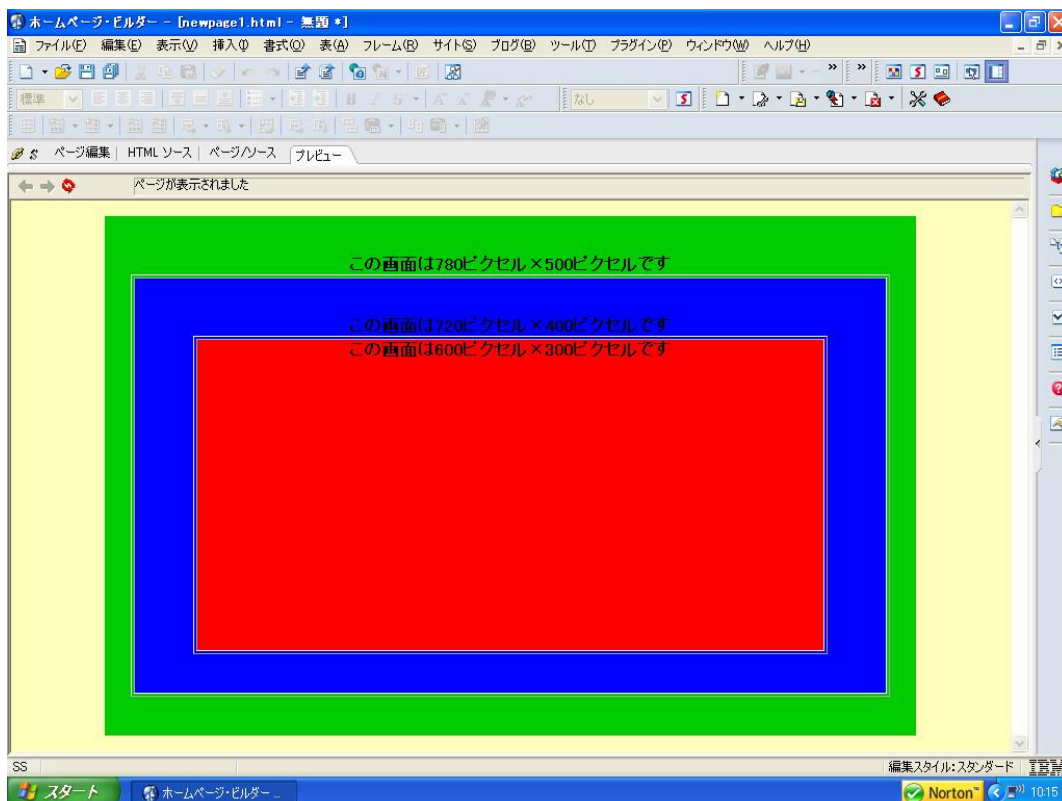 ホームページ・ビルダー - [newpage1.html - 無題 *]
ファイル(F) 編集(E) 表示(V) 挿入(I) 書式(O) 表(A) フレーム(R) サイト(S) ブログ(B) ツール(T) プラグイン(P) ウィンドウ(W) ヘルプ(H)
標準 B I S A A なし
ページ編集 HTML ソース ページ/ソース プレビュー
ページが表示されました
この画面は780ピクセル×500ピクセルです
この画面は720ピクセル×400ピクセルです
この画面は600ピクセル×300ピクセルです
SS 編集スタイル:スタンダード IBM
スタート ホームページ・ビルダー ... Norton™ 10:15